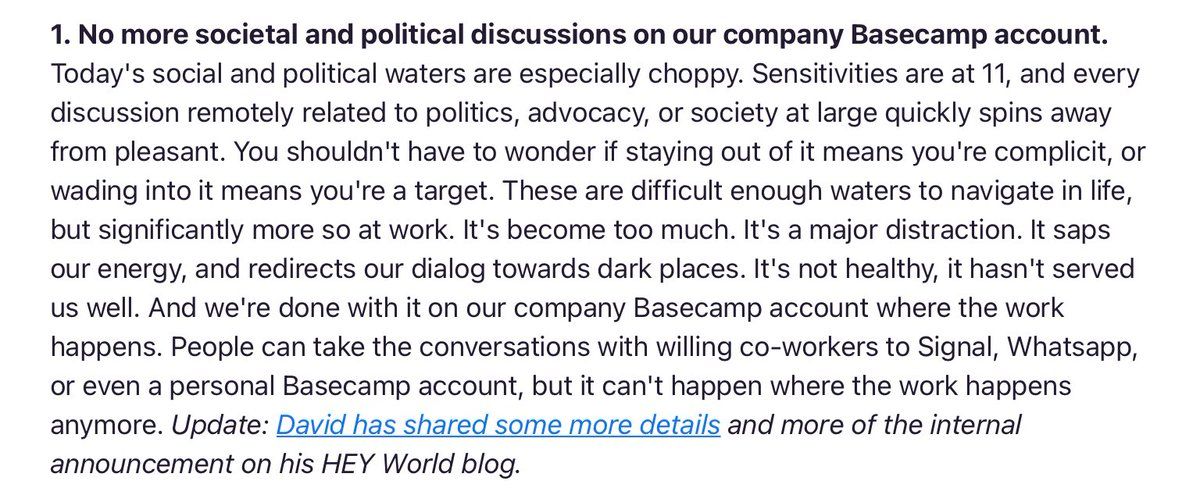 1. No more societal and political discussions on our company Basecamp account.
Today's social and political waters are especially choppy. Sensitivities are at 11, and every
discussion remotely related to politics, advocacy, or society at large quickly spins away
from pleasant. You shouldn't have to wonder if staying out of it means you're complicit, or
wading into it means you're a target. These are difficult enough waters to navigate in life,
but significantly more so at work. It's become too much. It's a major distraction. It saps
our energy, and redirects our dialog towards dark places. It's not healthy, it hasn't served
us well. And we're done with it on our company Basecamp account where the work
happens. People can take the conversations with willing co-workers to Signal, Whatsapp,
or even a personal Basecamp account, but it can't happen where the work happens
anymore. Update: David has shared some more details and more of the internal
announcement on his HEY World blog.